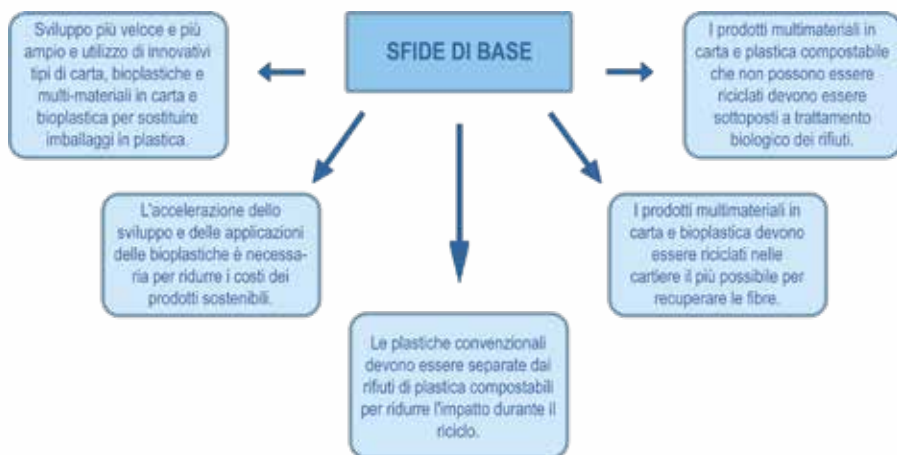 SFIDE DI BASE
Sviluppo più veloce e più
ampio e utilizzo di innovativi
tipi di carta, bioplastiche e
multi-materiali in carta e
bioplastica per sostituire
imballaggi in plastica.
I prodotti multimateriali in
carta e plastica compostabile
che non possono essere
riciclati devono essere
sottoposti a trattamento
biologico dei rifiuti.
L'accelerazione dello
sviluppo e delle applicazioni
delle bioplastiche è necessa-
ria per ridurre i costi dei
prodotti sostenibili.
I prodotti multimateriali in
carta e bioplastica devono
essere riciclati nelle
cartiere il più possibile per
recuperare le fibre.
Le plastiche convenzionali
devono essere separate dai
rifiuti di plastica compostabili
per ridurre l'impatto durante il
riciclo.